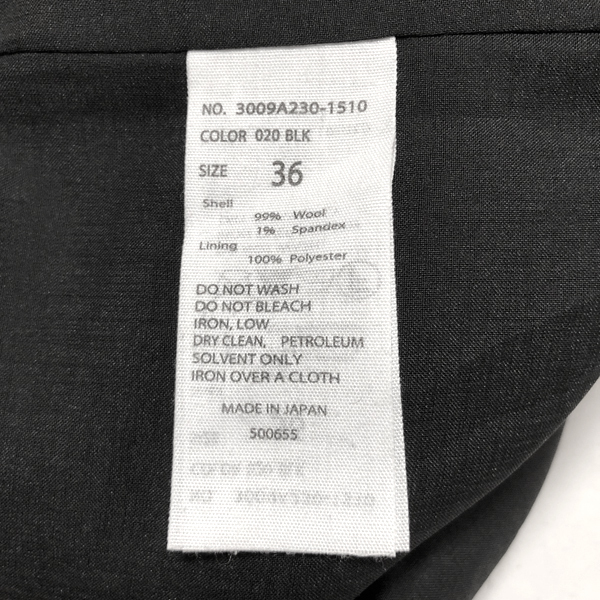 NO. 3009A230-1510
COLOR 020 BLK
SIZE 36
Shell
99% Wool
1% Spandex
Lining
100% Polyester
DO NOT WASH
DO NOT BLEACH
IRON, LOW
DRY CLEAN, PETROLEUM
SOLVENT ONLY
IRON OVER A CLOTH
MADE IN JAPAN
500655